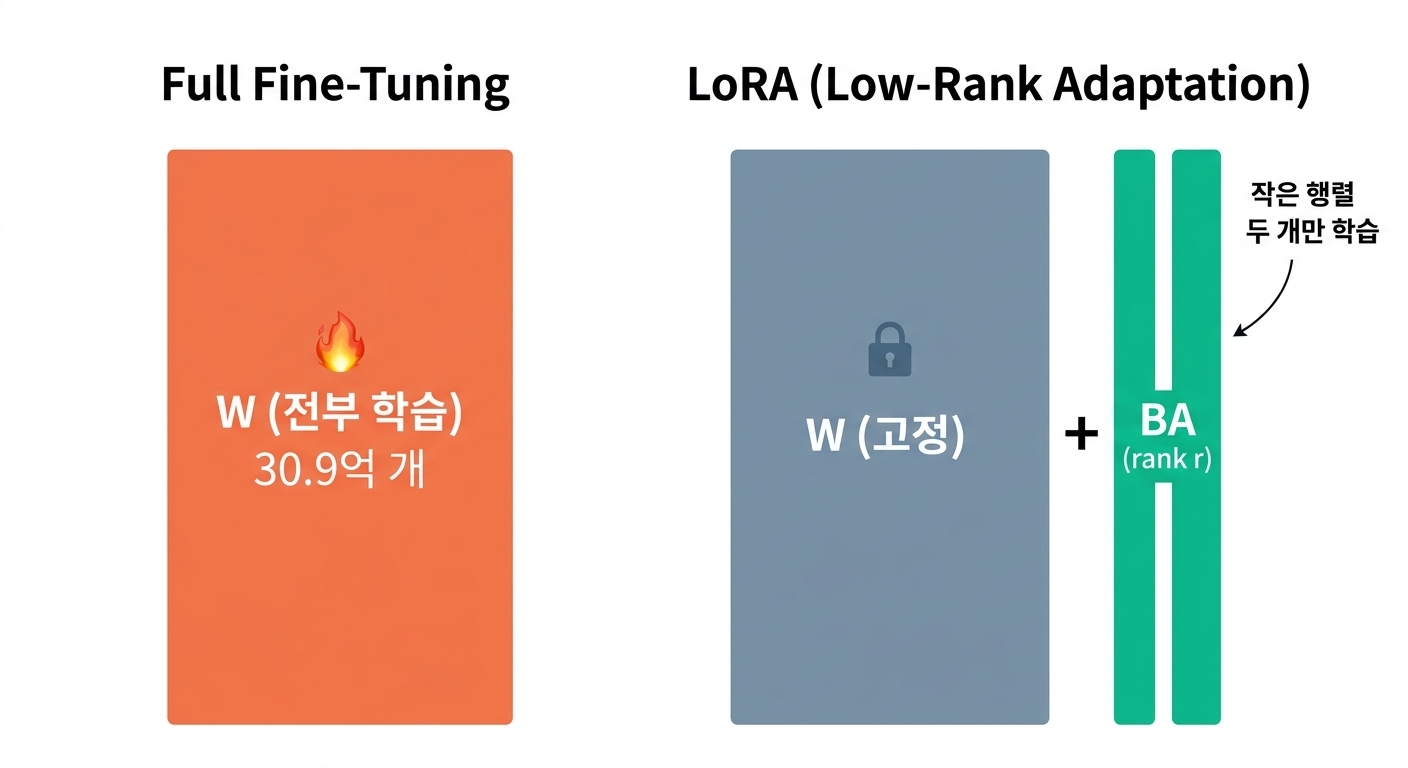 Full Fine-Tuning
W (전부 학습)
30.9억 개
LoRA (Low-Rank Adaptation)
W (고정)
+
BA
(rank r)
작은 행렬
두 개만 학습